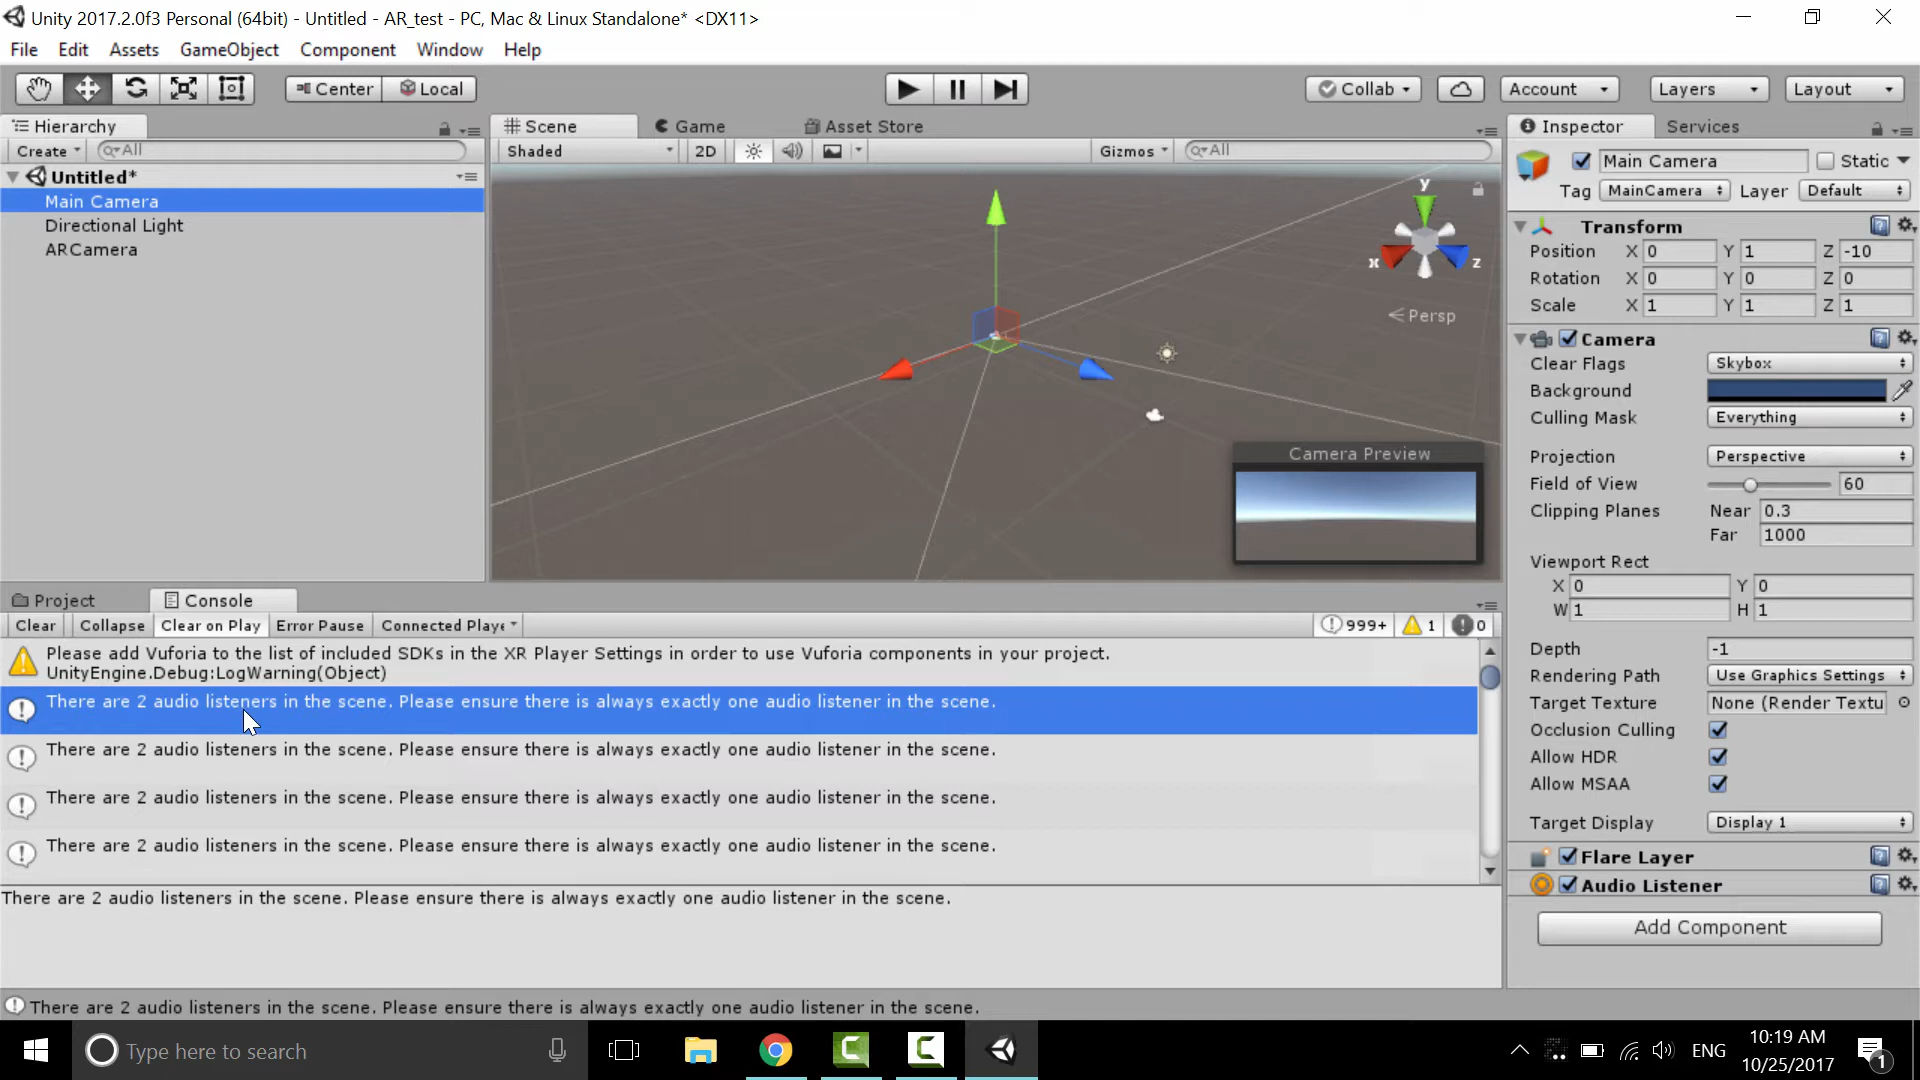 Unity 2017.2.0f3 Personal (64bit) - Untitled - AR_test - PC, Mac & Linux Standalone* <DX11>
File Edit Assets GameObject Component Window Help
Center Local Collab Account Layers Layout
Hierarchy
Create All
Untitled*
Main Camera
Directional Light
ARCamera
Scene Game Asset Store
Shaded 2D Gizmos All
y
x z
Persp
Camera Preview
Inspector Services
Main Camera Static
Tag MainCamera Layer Default
Transform
Position X 0 Y 1 Z -10
Rotation X 0 Y 0 Z 0
Scale X 1 Y 1 Z 1
Camera
Clear Flags Skybox
Background
Culling Mask Everything
Projection Perspective
Field of View 60
Clipping Planes Near 0.3
Far 1000
Viewport Rect
X 0 Y 0
W 1 H 1
Depth -1
Rendering Path Use Graphics Settings
Target Texture None (Render Textu
Occlusion Culling
Allow HDR
Allow MSAA
Target Display Display 1
Flare Layer
Audio Listener
Add Component
Project Console
Clear Collapse Clear on Play Error Pause Connected Playe 999+ 1 0
Please add Vuforia to the list of included SDKs in the XR Player Settings in order to use Vuforia components in your project.
UnityEngine.Debug:LogWarning(Object)
There are 2 audio listeners in the scene. Please ensure there is always exactly one audio listener in the scene.
There are 2 audio listeners in the scene. Please ensure there is always exactly one audio listener in the scene.
There are 2 audio listeners in the scene. Please ensure there is always exactly one audio listener in the scene.
There are 2 audio listeners in the scene. Please ensure there is always exactly one audio listener in the scene.
There are 2 audio listeners in the scene. Please ensure there is always exactly one audio listener in the scene.
There are 2 audio listeners in the scene. Please ensure there is always exactly one audio listener in the scene.
Type here to search
ENG
10:19 AM
10/25/2017
1